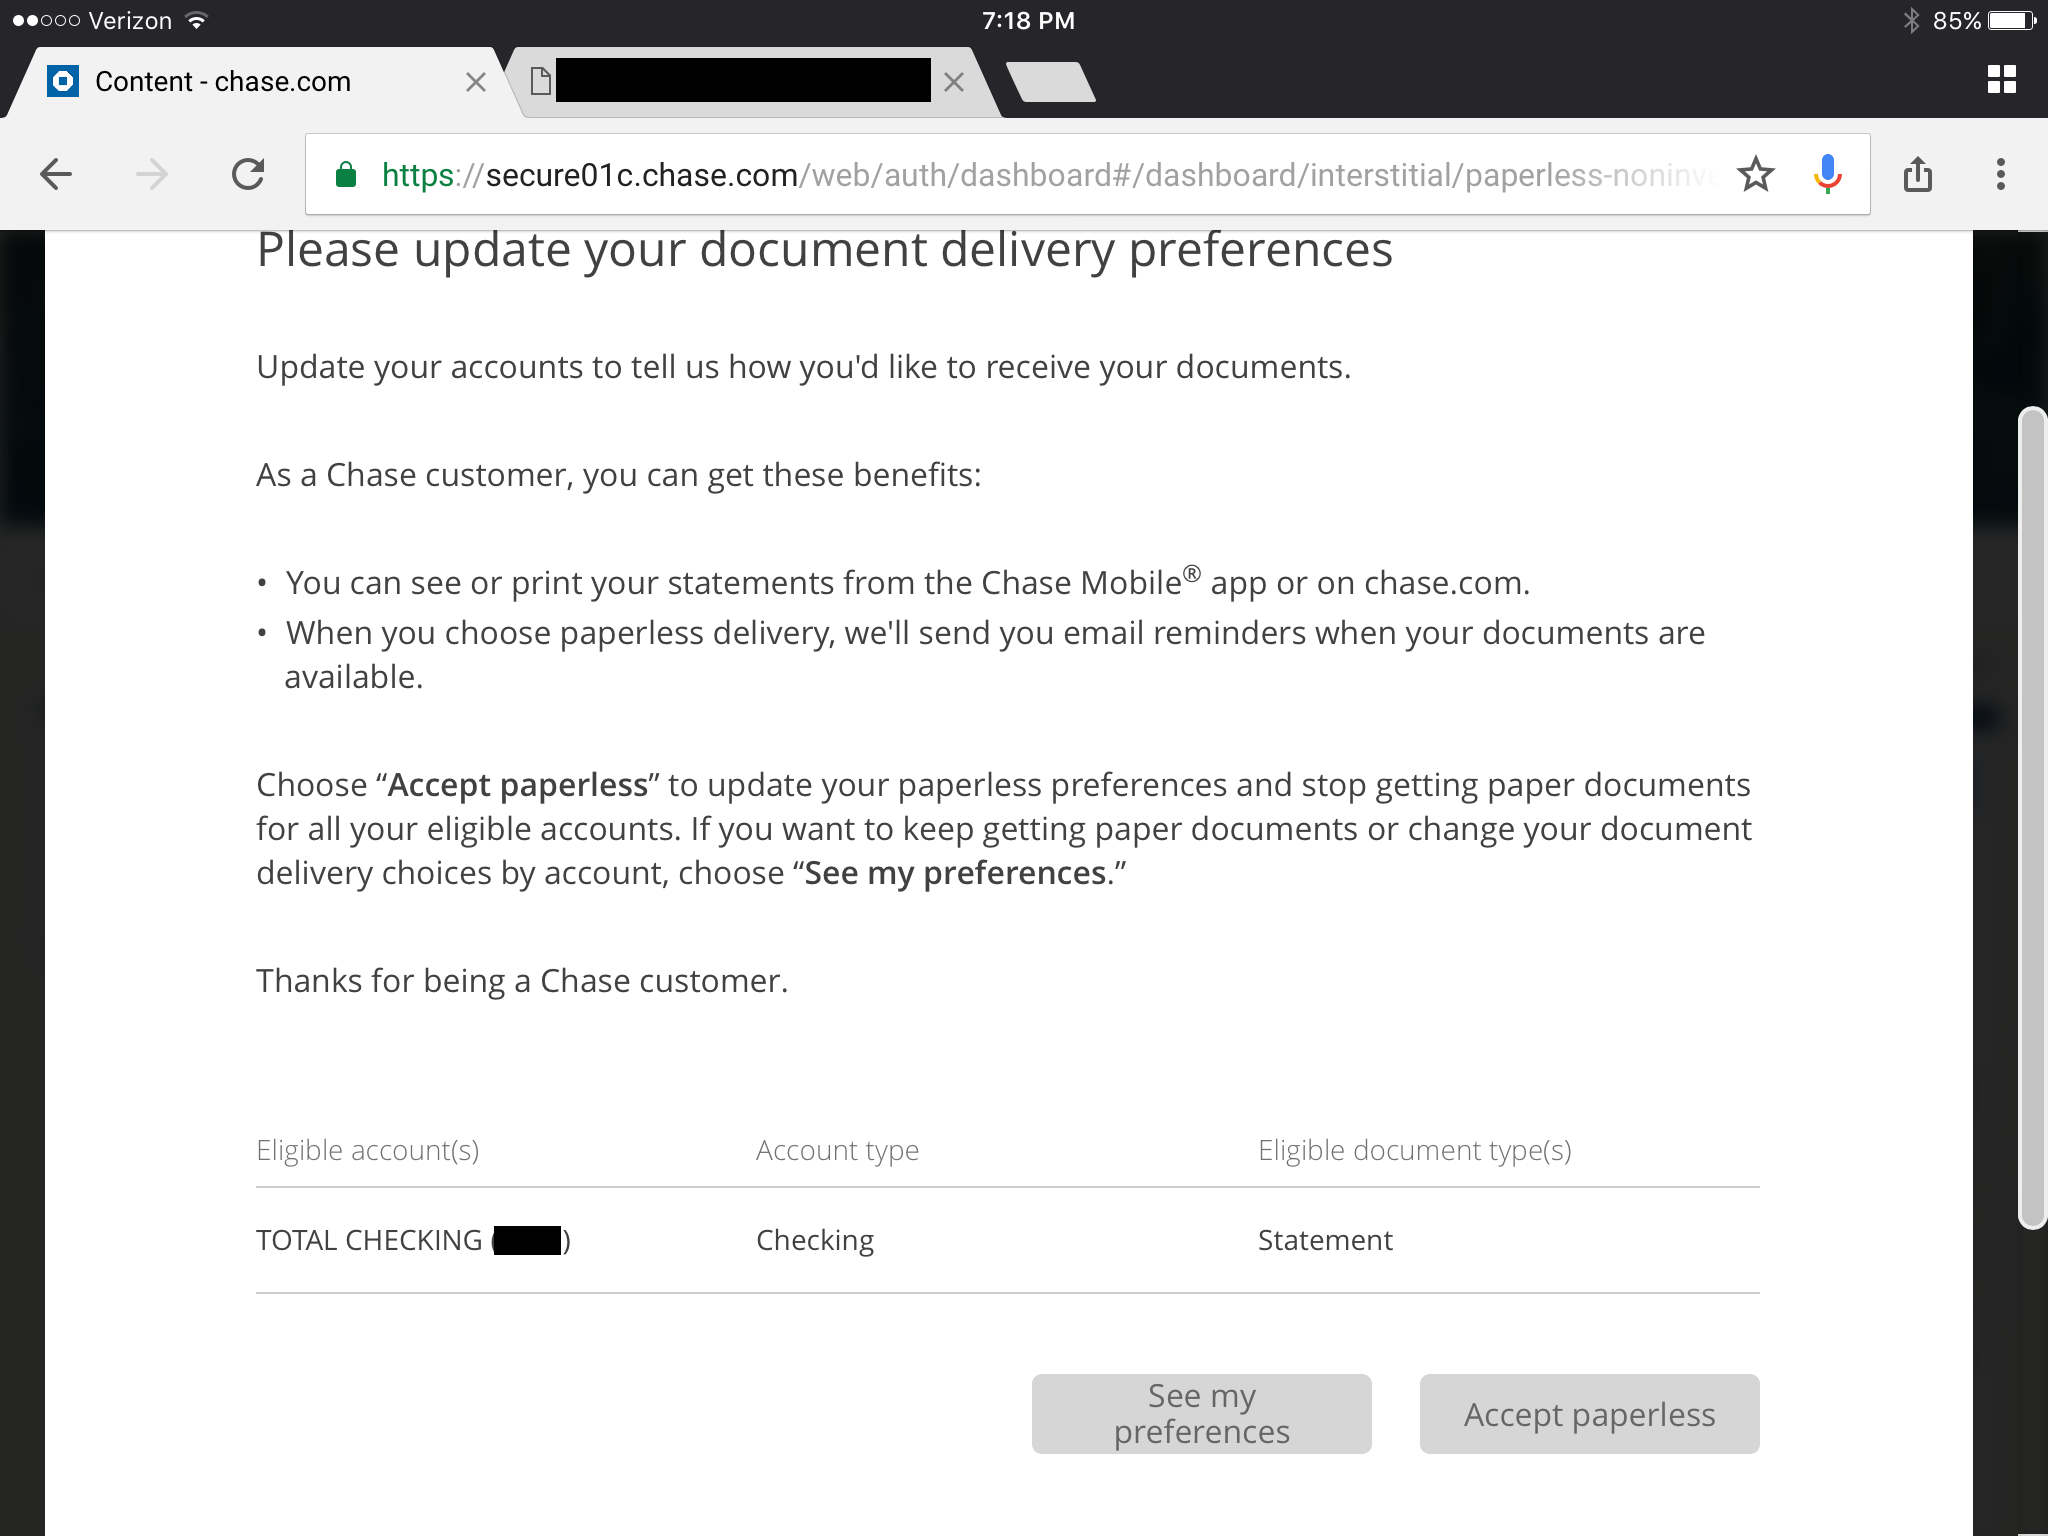 Verizon
7:18 PM
85%
Content - chase.com
https://secure01c.chase.com/web/auth/dashboard#/dashboard/interstitial/paperless-noninve
Please update your document delivery preferences
Update your accounts to tell us how you'd like to receive your documents.
As a Chase customer, you can get these benefits:
• You can see or print your statements from the Chase Mobile® app or on chase.com.
• When you choose paperless delivery, we'll send you email reminders when your documents are
available.
Choose “Accept paperless” to update your paperless preferences and stop getting paper documents
for all your eligible accounts. If you want to keep getting paper documents or change your document
delivery choices by account, choose “See my preferences.”
Thanks for being a Chase customer.
Eligible account(s) Account type Eligible document type(s)
TOTAL CHECKING ( ) Checking Statement
See my
preferences
Accept paperless